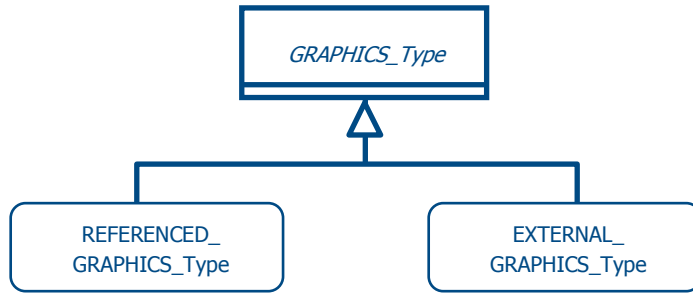 GRAPHICS_Type
REFERENCED_
GRAPHICS_Type
EXTERNAL_
GRAPHICS_Type